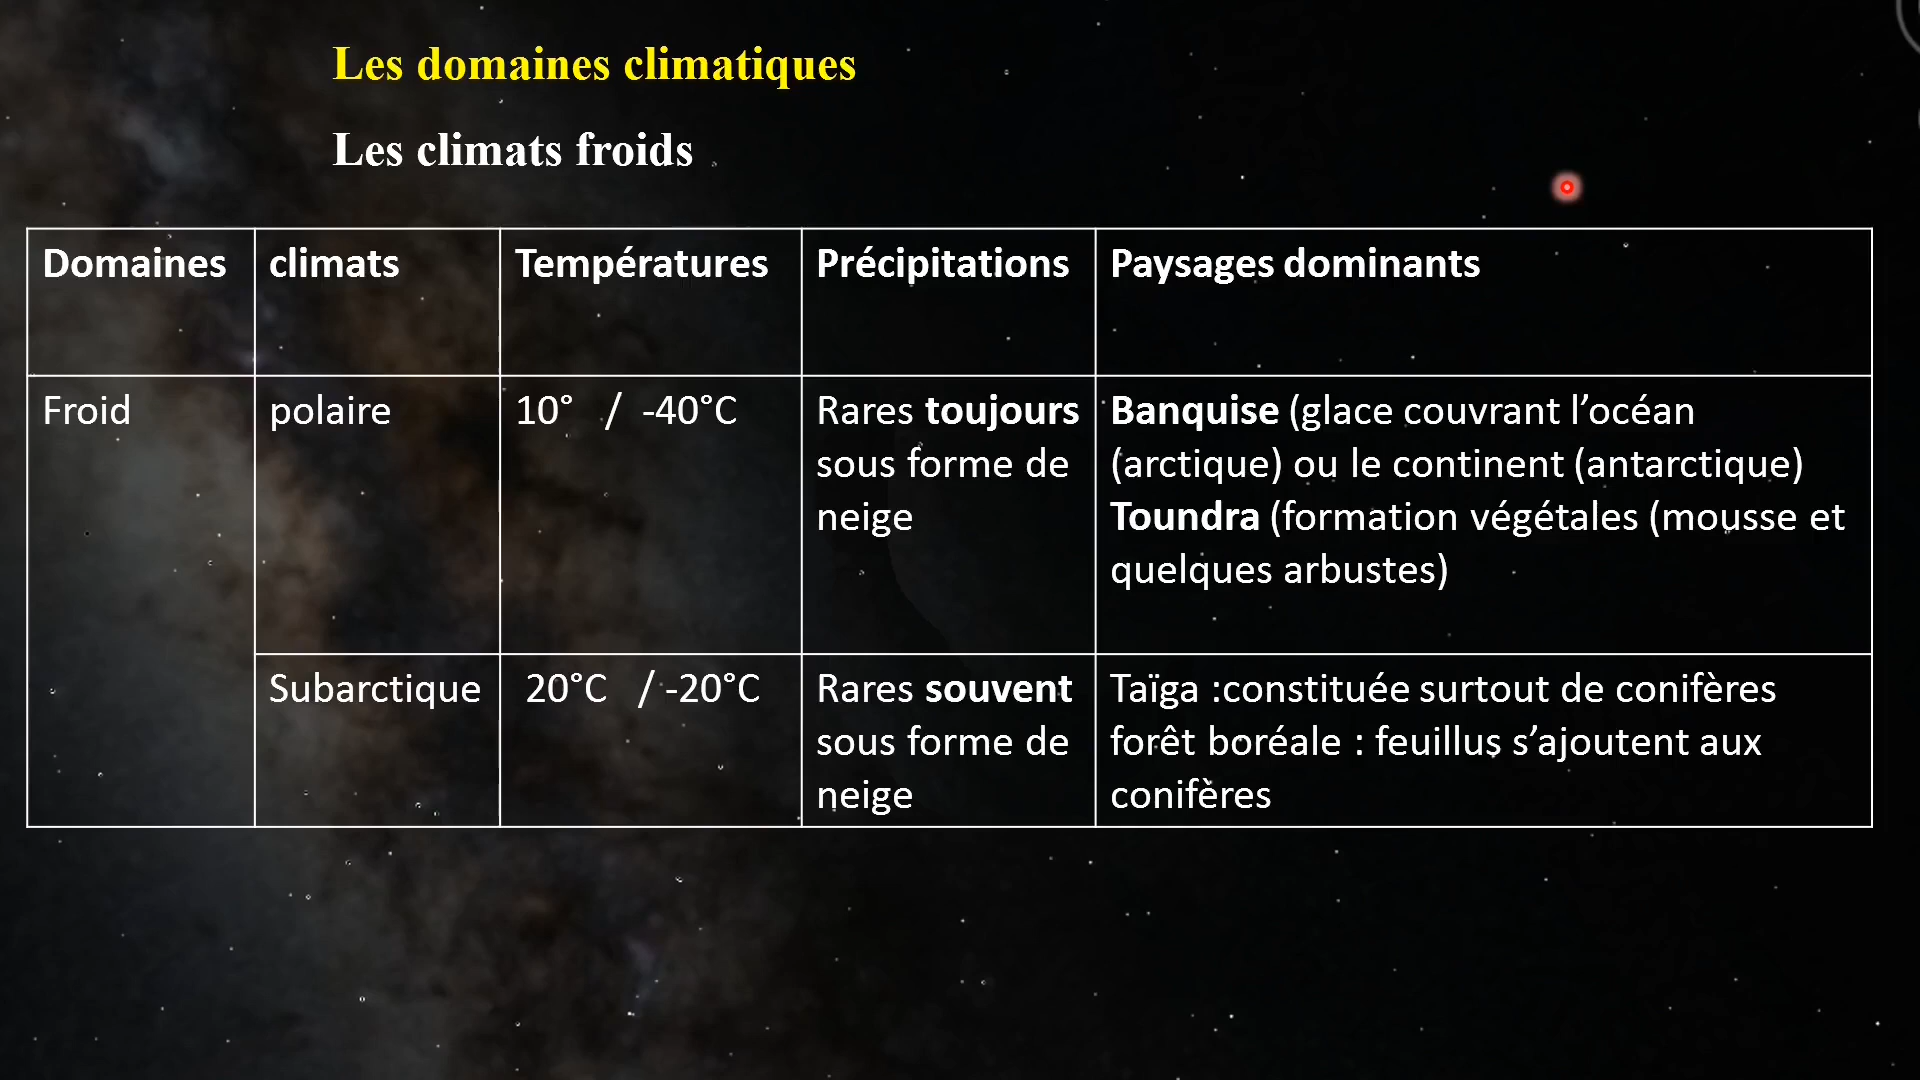 Les domaines climatiques
Les climats froids
Domaines climats Températures Précipitations Paysages dominants
Froid polaire 10° / -40°C Rares toujours
sous forme de
neige
Banquise (glace couvrant l’océan
(arctique) ou le continent (antarctique)
Toundra (formation végétales (mousse et
quelques arbustes)
Subarctique 20°C / -20°C Rares souvent
sous forme de
neige
Taïga :constituée surtout de conifères
forêt boréale : feuillus s’ajoutent aux
conifères